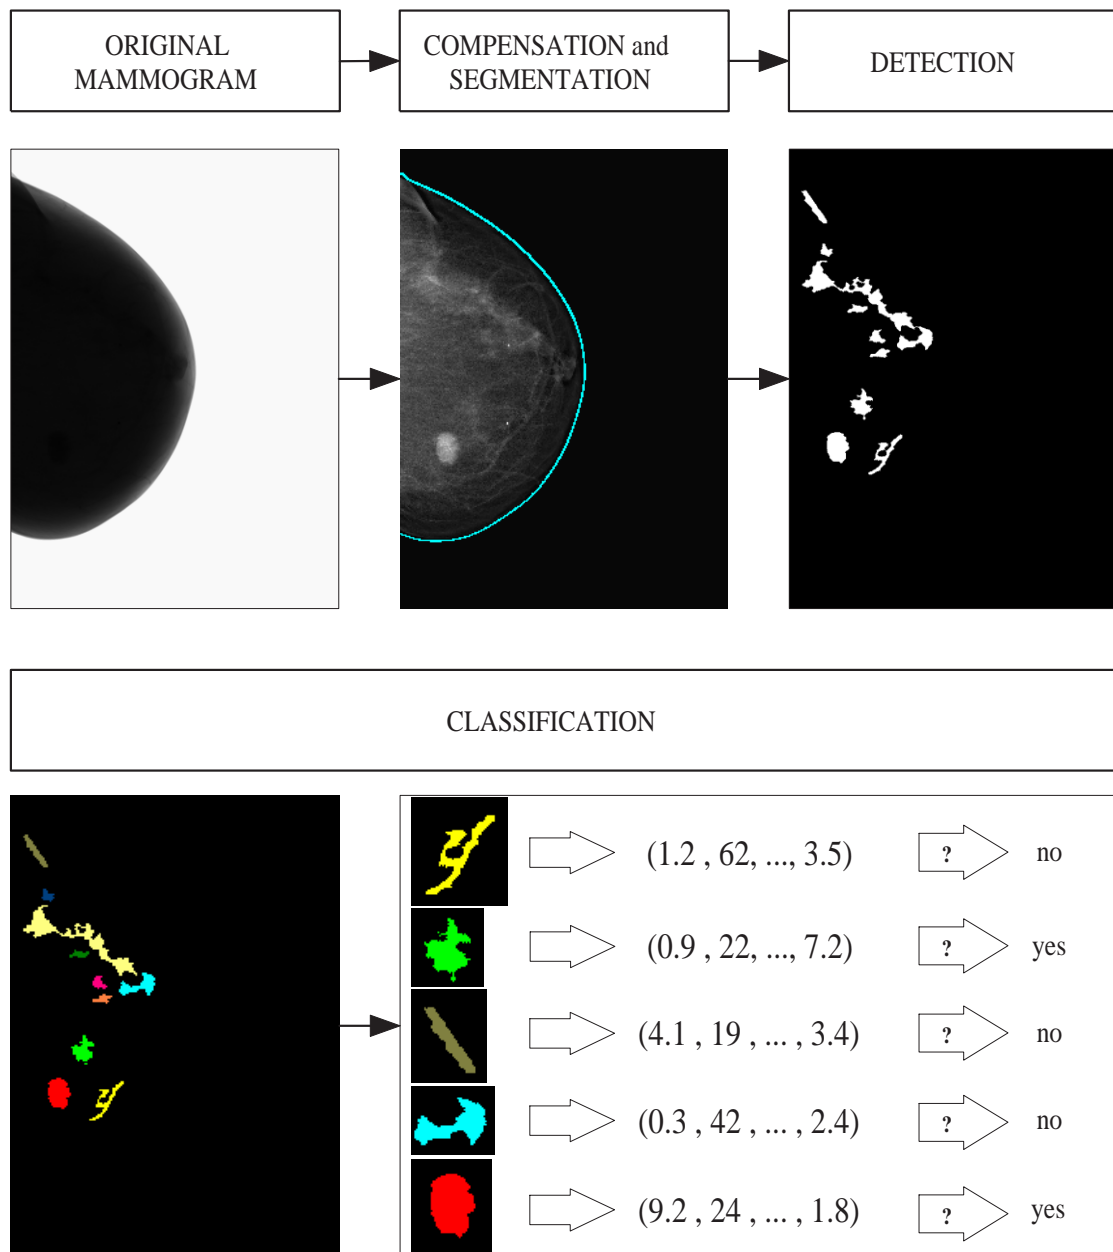 ORIGINAL
MAMMOGRAM
COMPENSATION and
SEGMENTATION
DETECTION
CLASSIFICATION
(1.2 , 62, ..., 3.5) ? no
(0.9 , 22, ..., 7.2) ? yes
(4.1 , 19 , ... , 3.4) ? no
(0.3 , 42 , ... , 2.4) ? no
(9.2 , 24 , ... , 1.8) ? yes